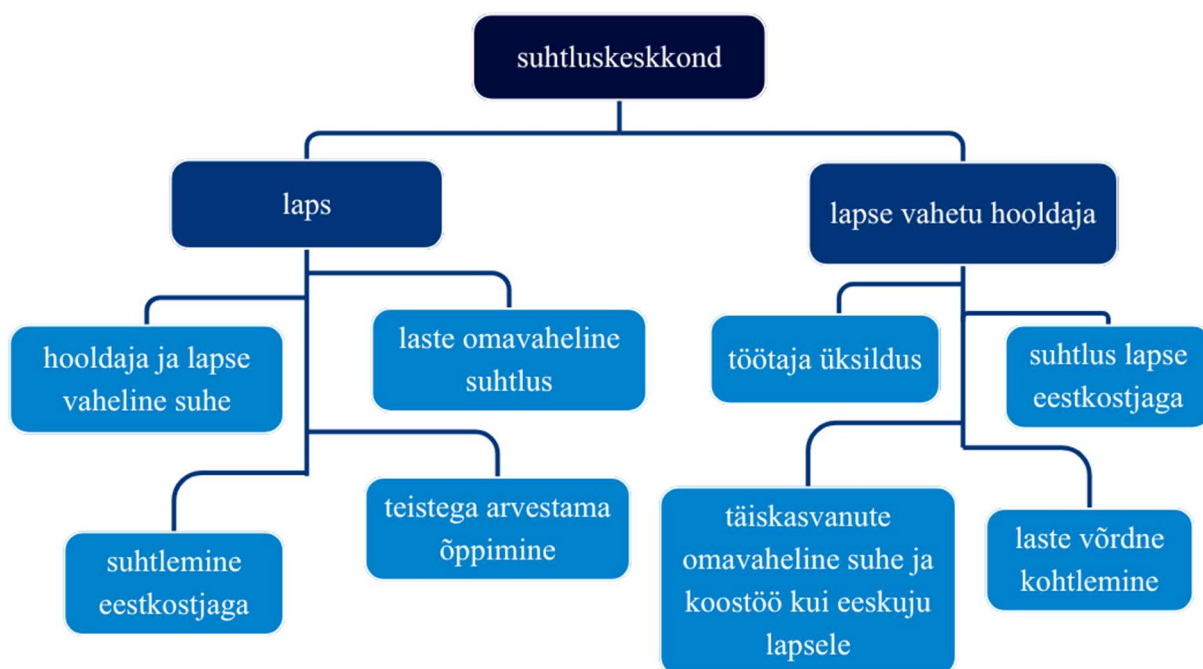 suhtluskeskkond
laps
lapse vahetu hooldaja
hooldaja ja lapse
vaheline suhe
laste omavaheline
suhtlus
töötaja üksildus
suhtlus lapse
eestkostjaga
suhtlemine
eestkostjaga
teistega arvestama
õppimine
täiskasvanute
omavaheline suhe ja
koostöö kui eeskuju
lapsele
laste võrdne
kohtlemine